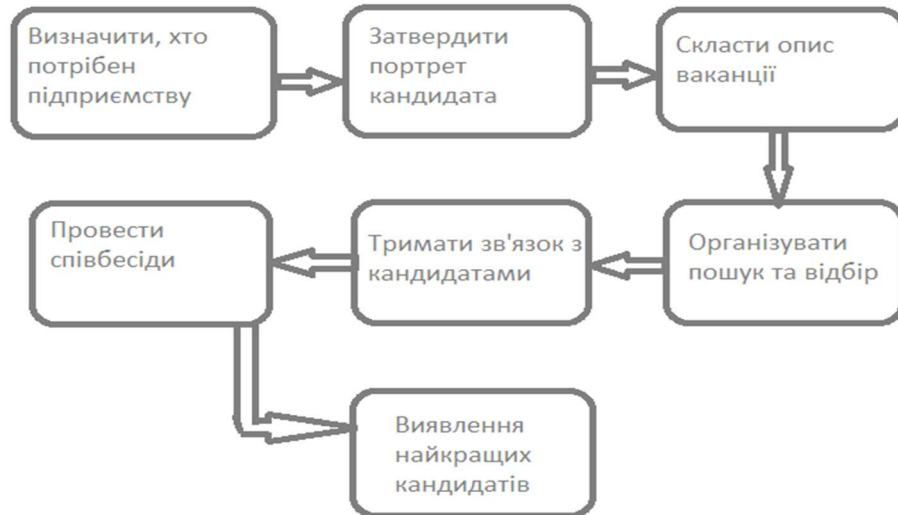 Визначити, хто
потрібен
підприємству
Затвердити
портрет
кандидата
Скласти опис
ваканції
Організувати
пошук та відбір
Тримати зв'язок з
кандидатами
Провести
співбесіди
Виявлення
найкращих
кандидатів